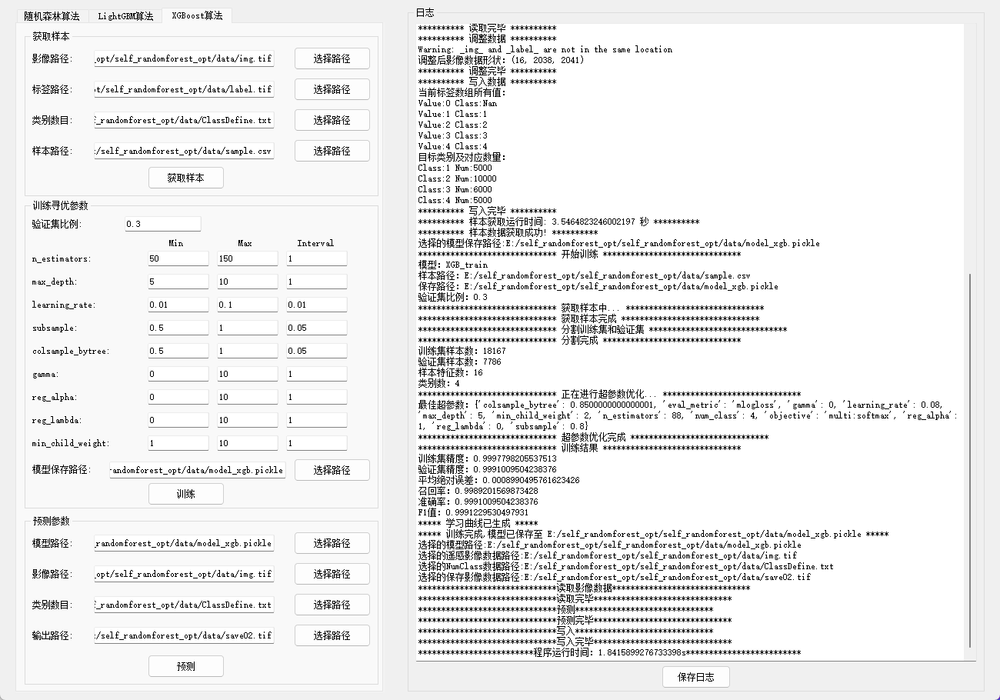 随机森林算法 LightGBM算法 XGBoost算法
获取样本
影像路径: _opt/self_randomforest_opt/data/img.tif 选择路径
标签路径: ot/self_randomforest_opt/data/label.tif 选择路径
类别数目: f_randomforest_opt/data/ClassDefine.txt 选择路径
样本路径: :/self_randomforest_opt/data/sample.csv 选择路径
获取样本
训练寻优参数
验证集比例: 0.3
Min Max Interval
n_estimators: 50 150 1
max_depth: 5 10 1
learning_rate: 0.01 0.1 0.01
subsample: 0.5 1 0.05
colsample_bytree: 0.5 1 0.05
gamma: 0 10 1
reg_alpha: 0 10 1
reg_lambda: 0 10 1
min_child_weight: 1 10 1
模型保存路径: randomforest_opt/data/model_xgb.pickle 选择路径
训练
预测参数
模型路径: _randomforest_opt/data/model_xgb.pickle 选择路径
影像路径: _opt/self_randomforest_opt/data/img.tif 选择路径
类别数目: f_randomforest_opt/data/ClassDefine.txt 选择路径
输出路径: :/self_randomforest_opt/data/save02.tif 选择路径
预测
日志
********** 读取完毕 **********
********** 调整数据 **********
Warning: _img_ and _label_ are not in the same location
调整后影像数据形状: (16, 2038, 2041)
********** 调整完毕 **********
********** 写入数据 **********
当前标签数组所有值:
Value:0 Class:Nan
Value:1 Class:1
Value:2 Class:2
Value:3 Class:3
Value:4 Class:4
目标类别及对应数量:
Class:1 Num:5000
Class:2 Num:10000
Class:3 Num:6000
Class:4 Num:5000
********** 写入完毕 **********
********** 样本获取运行时间: 3.5464823246002197 秒 **********
********** 样本数据获取成功! **********
选择的模型保存路径:E:/self_randomforest_opt/self_randomforest_opt/data/model_xgb.pickle
****************************** 开始训练 ******************************
模型: XGB_train
样本路径: E:/self_randomforest_opt/self_randomforest_opt/data/sample.csv
保存路径: E:/self_randomforest_opt/self_randomforest_opt/data/model_xgb.pickle
验证集比例: 0.3
****************************** 获取样本中... ******************************
****************************** 获取样本完成 ******************************
****************************** 分割训练集和验证集 ******************************
****************************** 分割完成 ******************************
训练集样本数: 18167
验证集样本数: 7786
样本特征数: 16
类别数: 4
****************************** 正在进行超参数优化... ******************************
最佳超参数: {'colsample_bytree': 0.8500000000000001, 'eval_metric': 'mlogloss', 'gamma': 0, 'learning_rate': 0.08,
'max_depth': 5, 'min_child_weight': 2, 'n_estimators': 88, 'num_class': 4, 'objective': 'multi:softmax', 'reg_alpha':
1, 'reg_lambda': 0, 'subsample': 0.8}
****************************** 超参数优化完成 ******************************
****************************** 训练结果 ******************************
训练集精度: 0.9997798205537513
验证集精度: 0.9991009504238376
平均绝对误差: 0.0008990495761623426
召回率: 0.9989201569873428
准确率: 0.9991009504238376
F1值: 0.9991229530497931
***** 学习曲线已生成 *****
***** 训练完成,模型已保存至 E:/self_randomforest_opt/self_randomforest_opt/data/model_xgb.pickle *****
选择的模型路径:E:/self_randomforest_opt/self_randomforest_opt/data/model_xgb.pickle
选择的遥感影像数据路径:E:/self_randomforest_opt/self_randomforest_opt/data/img.tif
选择的NumClass数据路径:E:/self_randomforest_opt/self_randomforest_opt/data/ClassDefine.txt
选择的保存影像数据路径:E:/self_randomforest_opt/self_randomforest_opt/data/save02.tif
******************************读取影像数据******************************
******************************读取完毕******************************
******************************预测******************************
******************************预测完毕******************************
******************************写入******************************
******************************写入完毕******************************
*************************程序运行时间: 1.8415899276733398s*************************
保存日志